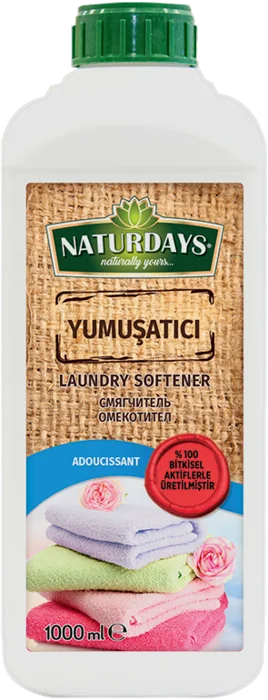 NATURDAYS®
naturally yours...
YUMUŞATICI
LAUNDRY SOFTENER
СМЯГЧИТЕЛЬ
ОМЕКОТИТЕЛ
ADOUCISSANT
% 100
BİTKİSEL
AKTİFLERLE
ÜRETİLMİŞTİR
1000 ml ℮